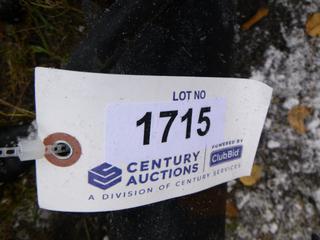 LOT NO
1715
CENTURY AUCTIONS
POWERED BY
ClubBid
A DIVISION OF CENTURY SERVICES